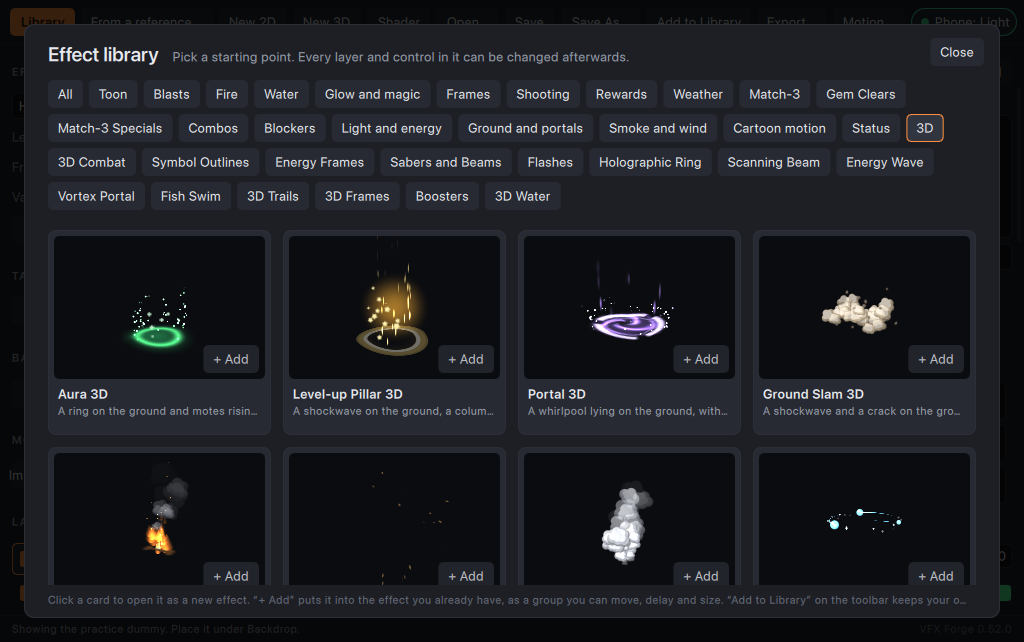 Library From a reference New 2D New 3D Shader Open Save Save As Add to Library Export Motion Phone: Light
Effect library Pick a starting point. Every layer and control in it can be changed afterwards. Close
All Toon Blasts Fire Water Glow and magic Frames Shooting Rewards Weather Match-3 Gem Clears
Match-3 Specials Combos Blockers Light and energy Ground and portals Smoke and wind Cartoon motion Status 3D
3D Combat Symbol Outlines Energy Frames Sabers and Beams Flashes Holographic Ring Scanning Beam Energy Wave
Vortex Portal Fish Swim 3D Trails 3D Frames Boosters 3D Water
+ Add + Add + Add + Add
Aura 3D Level-up Pillar 3D Portal 3D Ground Slam 3D
A ring on the ground and motes risin… A shockwave on the ground, a colum… A whirlpool lying on the ground, with… A shockwave and a crack on the gro…
+ Add + Add + Add + Add
Click a card to open it as a new effect. "+ Add" puts it into the effect you already have, as a group you can move, delay and size. "Add to Library" on the toolbar keeps your o…
Showing the practice dummy. Place it under Backdrop. VFX Forge 0.52.0